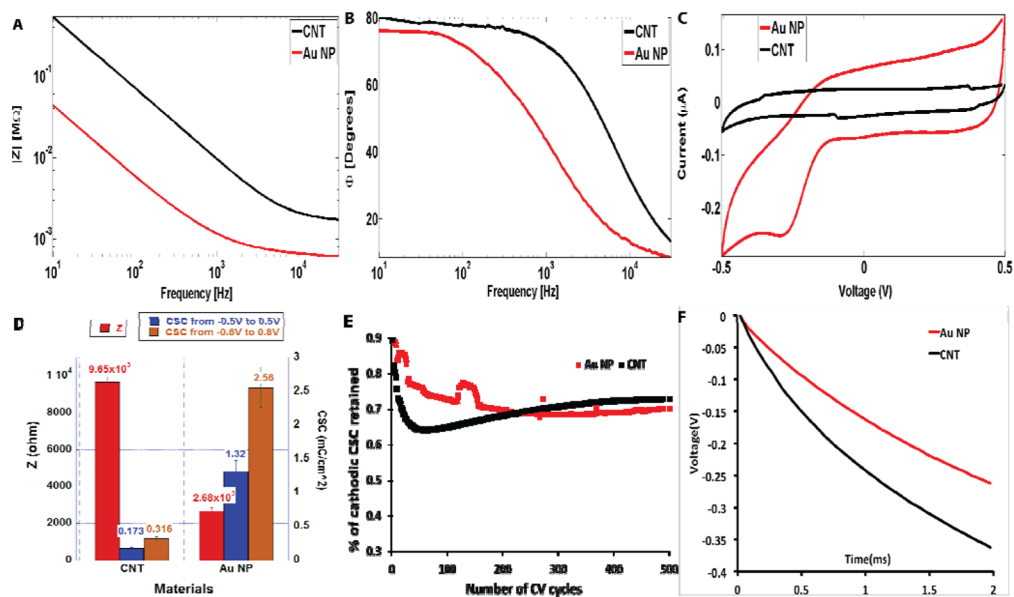 A
CNT
Au NP
|Z| [MΩ]
10^-1
10^-2
10^-3
10^1
10^2
10^3
10^4
Frequency [Hz]
B
CNT
Au NP
Φ [Degrees]
80
60
40
20
10^1
10^2
10^3
10^4
Frequency [Hz]
C
Au NP
CNT
Current (μA)
0.1
0
-0.1
-0.2
-0.5
0
0.5
Voltage (V)
D
Z
CSC from -0.5V to 0.5V
CSC from -0.6V to 0.8V
Z (ohm)
1 10^4
8000
6000
4000
2000
0
9.65x10^3
0.173
0.316
2.68x10^3
1.32
2.56
3
2.5
2
1.5
1
0.5
0
CSC (mC/cm^2)
CNT
Au NP
Materials
E
Au NP
CNT
% of cathodic CSC retained
0.9
0.8
0.7
0.6
0.5
0.4
0.3
0
100
200
300
400
500
Number of CV cycles
F
Au NP
CNT
Voltage(V)
0
-0.05
-0.1
-0.15
-0.2
-0.25
-0.3
-0.35
-0.4
Time(ms)
0
0.5
1
1.5
2